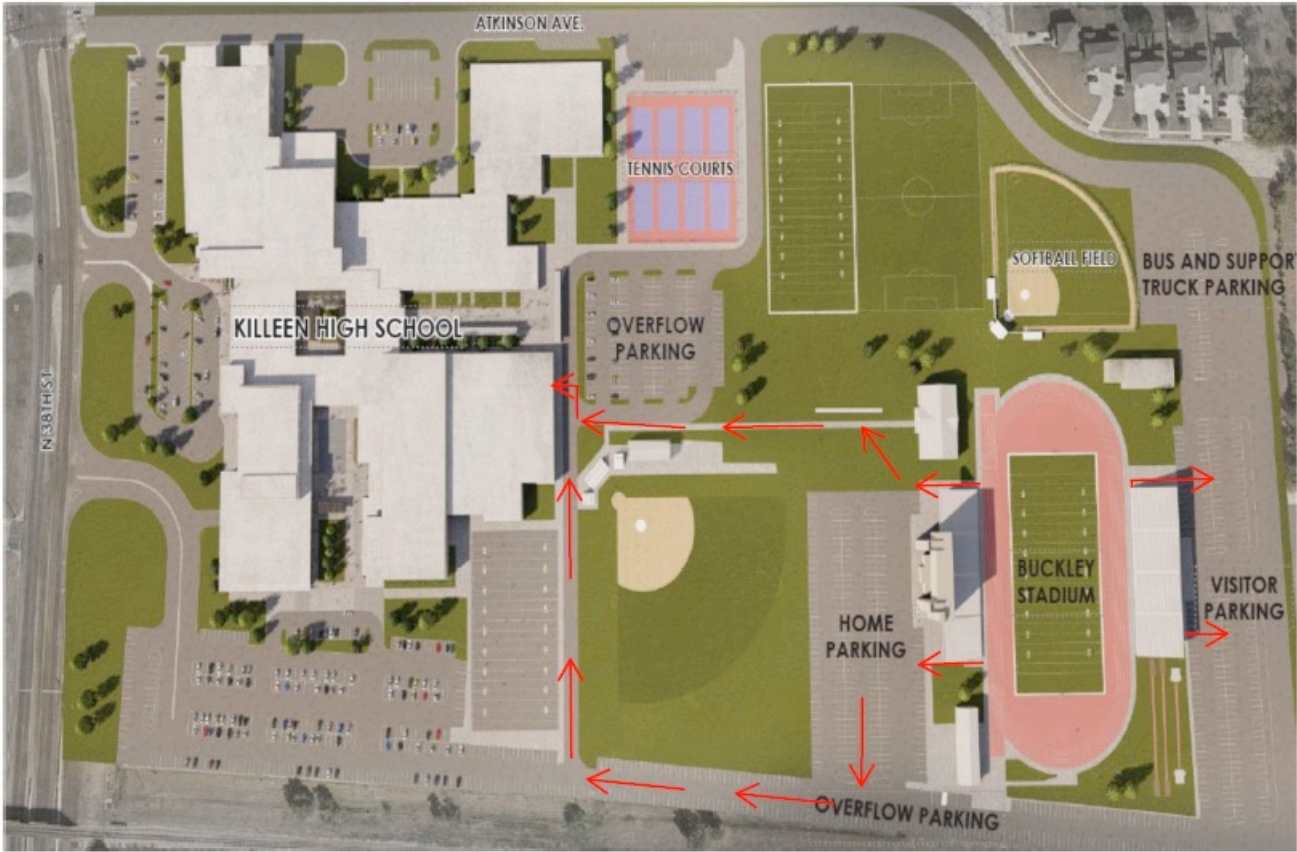 ATKINSON AVE.
TENNIS COURTS
SOFTBALL FIELD
BUS AND SUPPOR
TRUCK PARKING
KILLEEN HIGH SCHOOL
OVERFLOW
PARKING
N 38TH ST
BUCKLEY
STADIUM
VISITOR
PARKING
HOME
PARKING
OVERFLOW PARKING